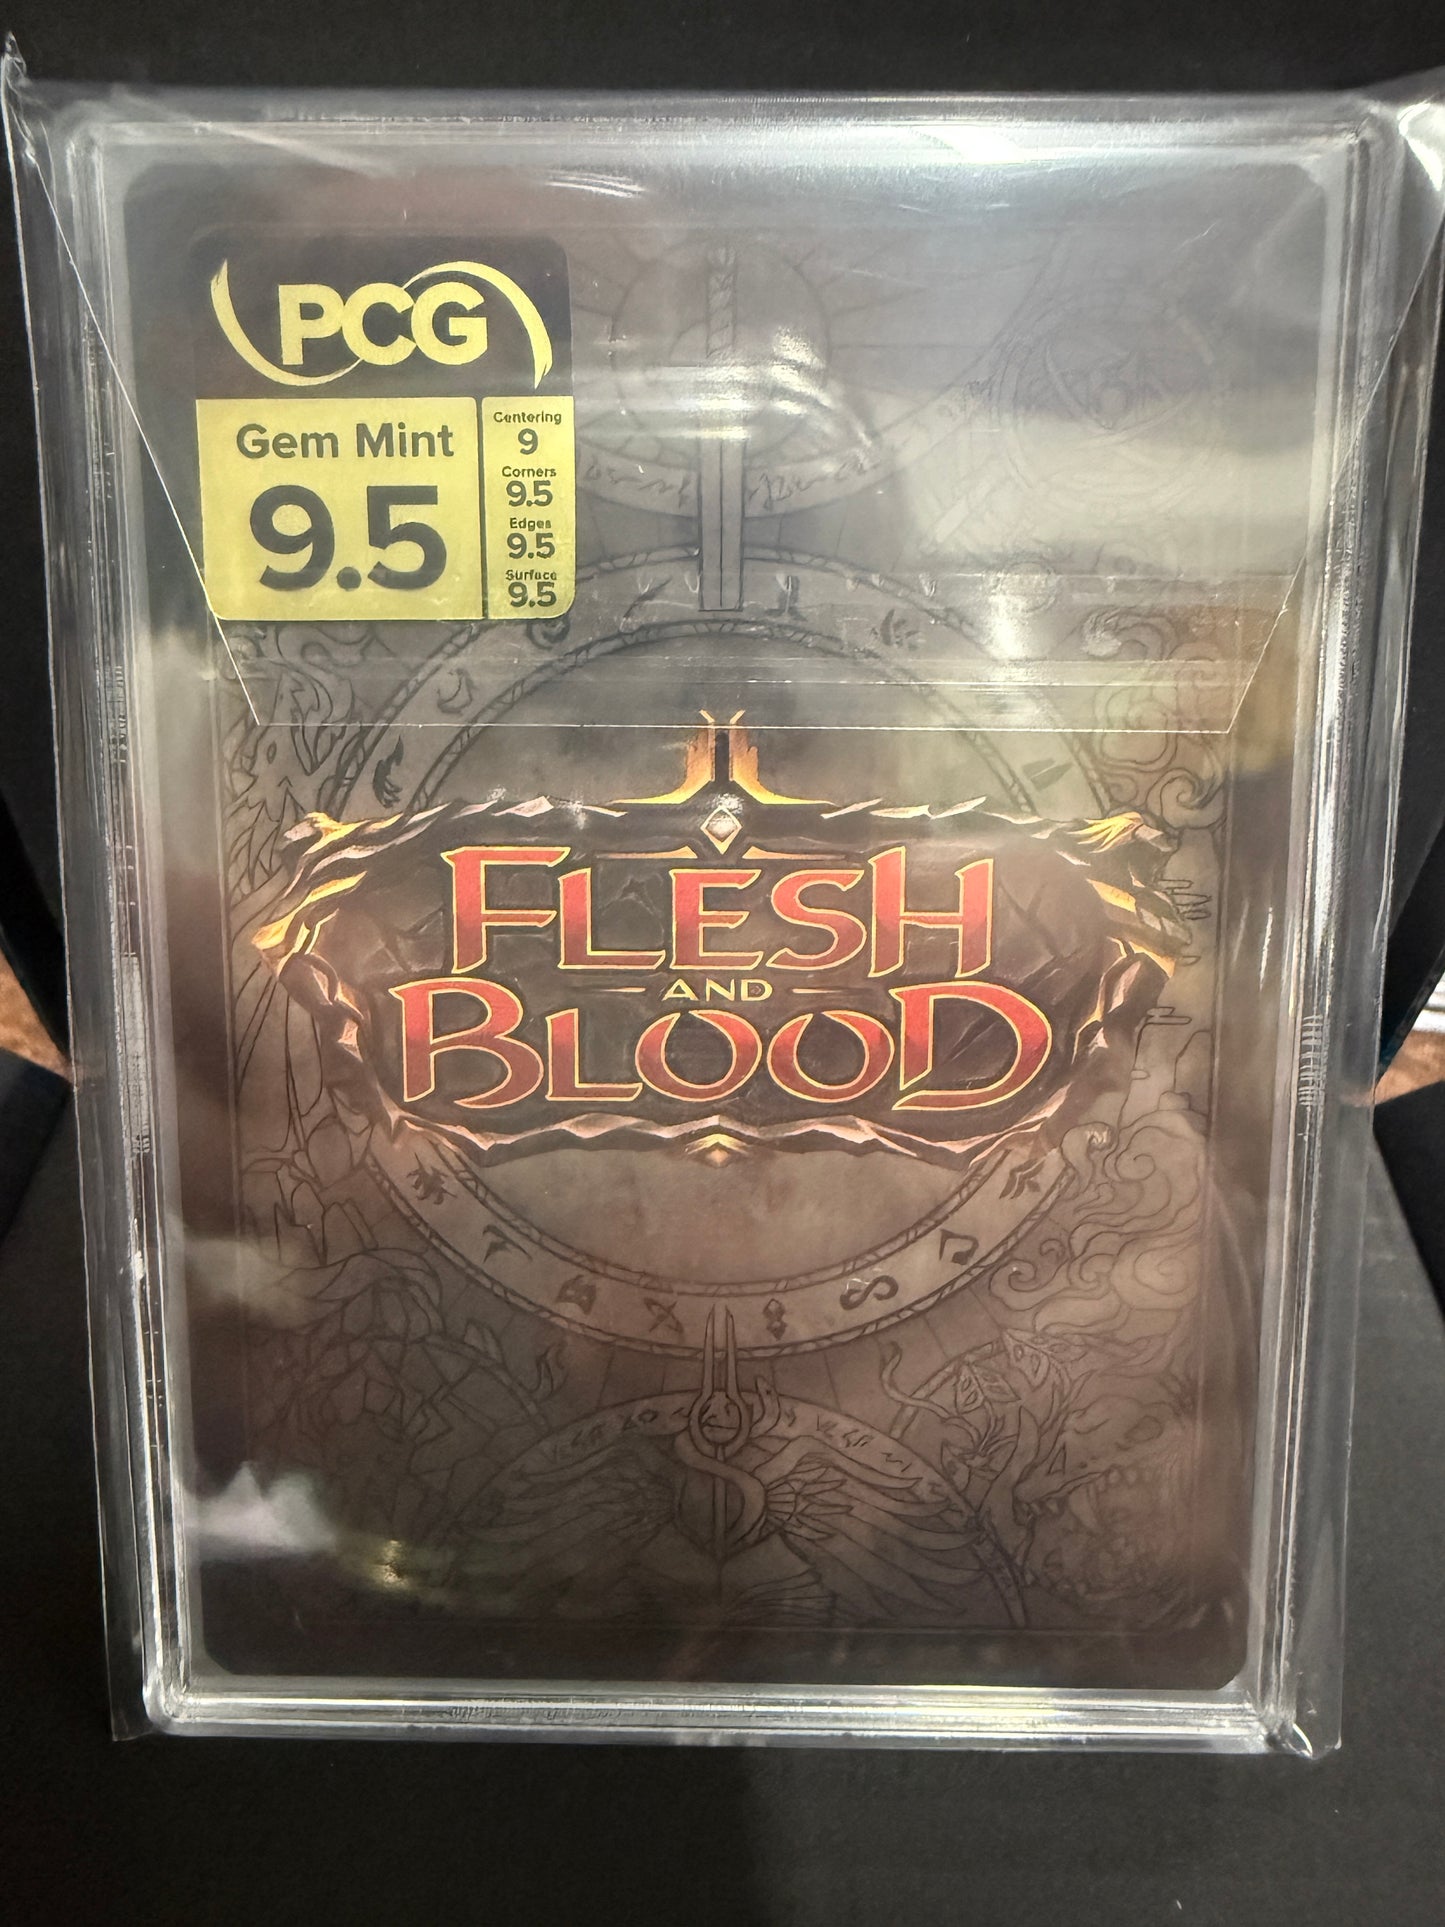 PCG
Gem Mint
9.5
Centering
9
Corners
9.5
Edges
9.5
Surface
9.5
FLESH
AND
BLOOD
TM